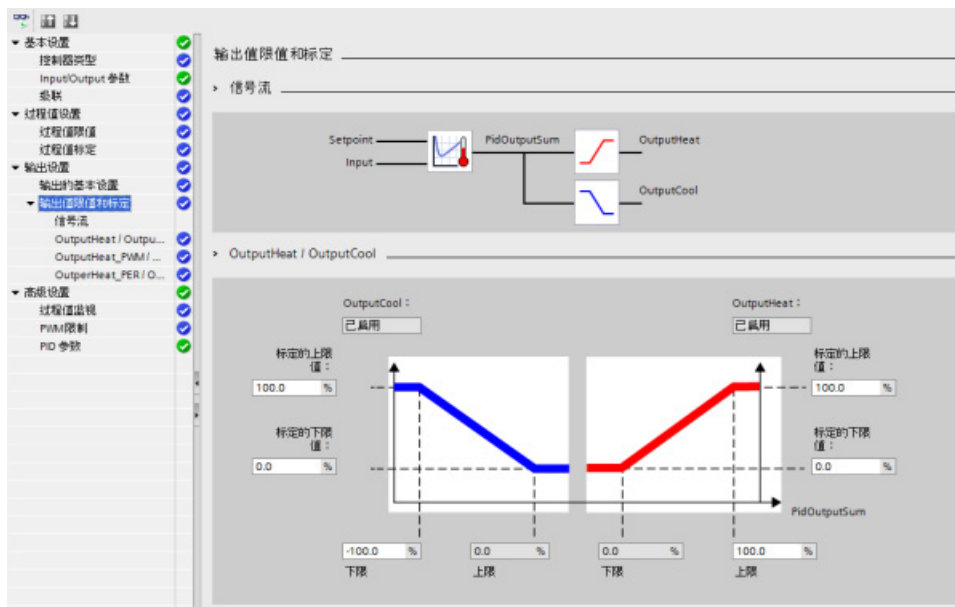 基本设置
控制器类型
Input/Output 参数
级联
过程值设置
过程值限值
过程值标定
输出设置
输出的基本设置
输出值限值和标定
信号流
OutputHeat / Outpu...
OutputHeat_PWM / ...
OutperHeat_PER / O...
高级设置
过程值监视
PWM限制
PID 参数
输出值限值和标定
信号流
Setpoint
Input
PidOutputSum
OutputHeat
OutputCool
OutputHeat / OutputCool
OutputCool：
已启用
OutputHeat：
已启用
标定的上限
值：
100.0 %
标定的下限
值：
0.0 %
标定的上限
值：
100.0 %
标定的下限
值：
0.0 %
PidOutputSum
-100.0 %
下限
0.0 %
上限
0.0 %
下限
100.0 %
上限